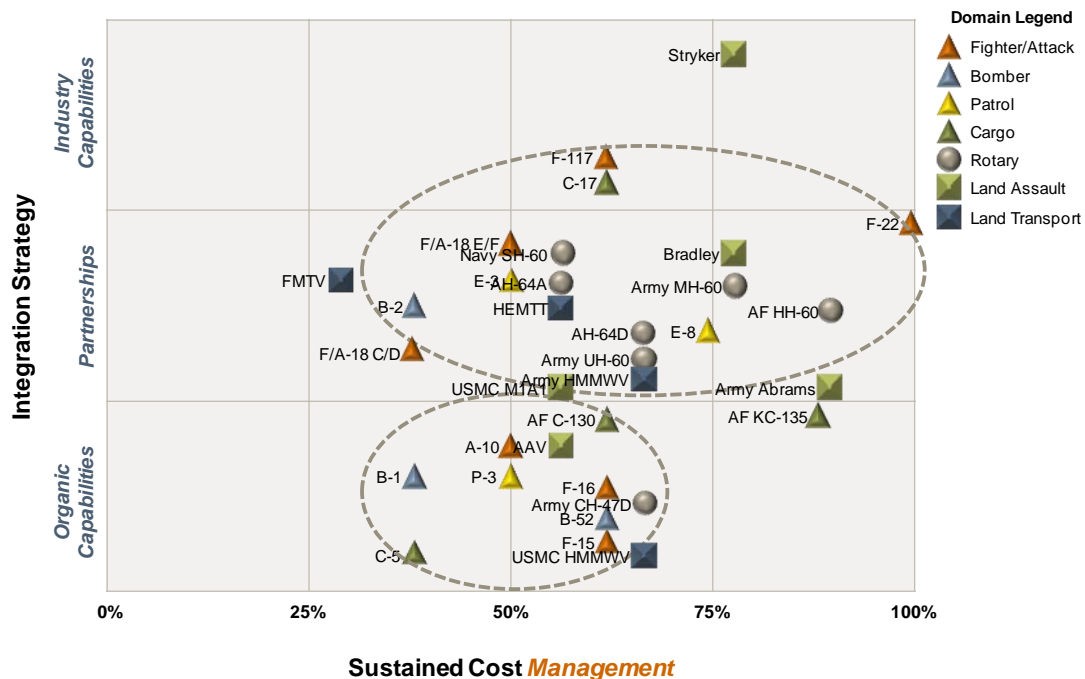 Domain Legend
Fighter/Attack
Bomber
Patrol
Cargo
Rotary
Land Assault
Land Transport
Integration Strategy
Industry
Capabilities
Partnerships
Organic
Capabilities
Stryker
F-117
C-17
F-22
F/A-18 E/F
Navy SH-60
Bradley
FMTV
E-2
AH-64A
Army MH-60
B-2
HEMTT
AF HH-60
AH-64D
E-8
F/A-18 C/D
Army UH-60
Army HMMWV
USMC M1A1
Army Abrams
AF C-130
AF KC-135
A-10
AAV
B-1
P-3
F-16
Army CH-47D
B-52
F-15
C-5
USMC HMMWV
0%
25%
50%
75%
100%
Sustained Cost Management